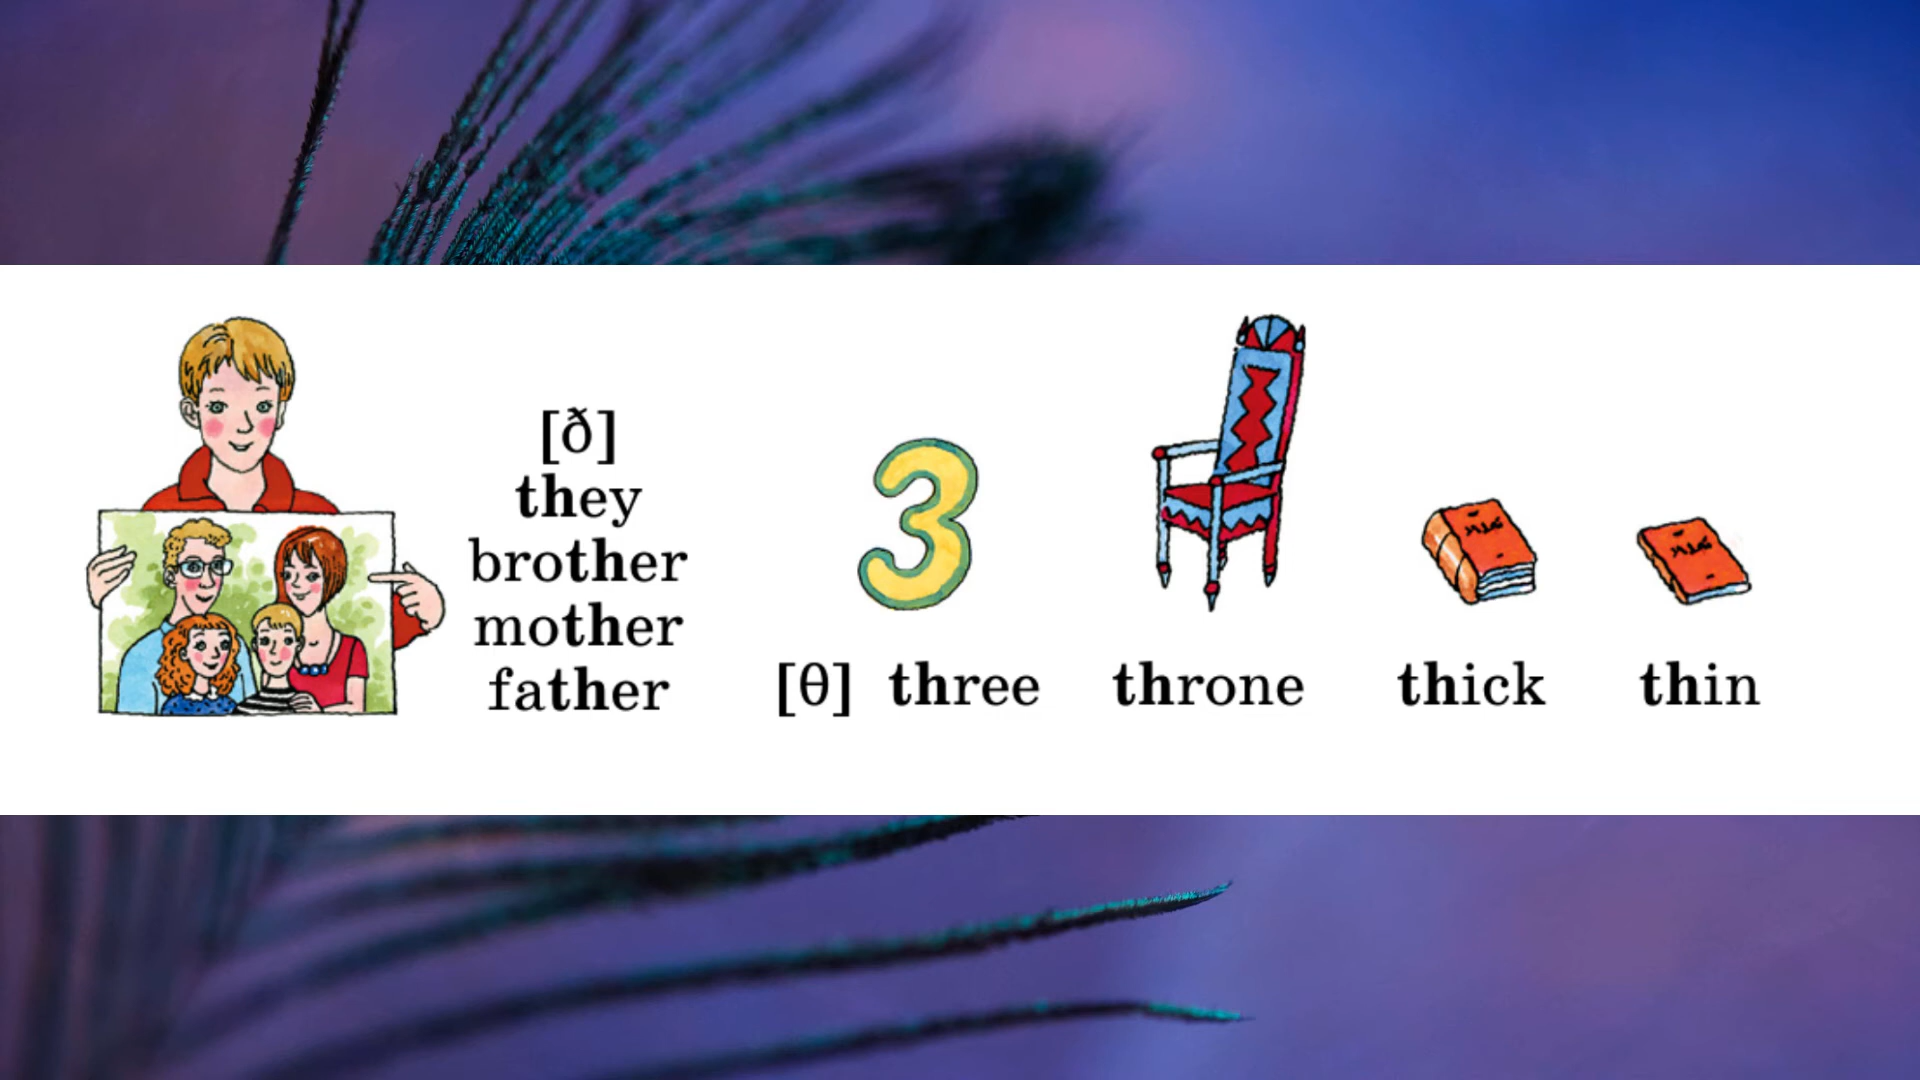 [ð]
they
brother
mother
father
[θ] three throne thick thin